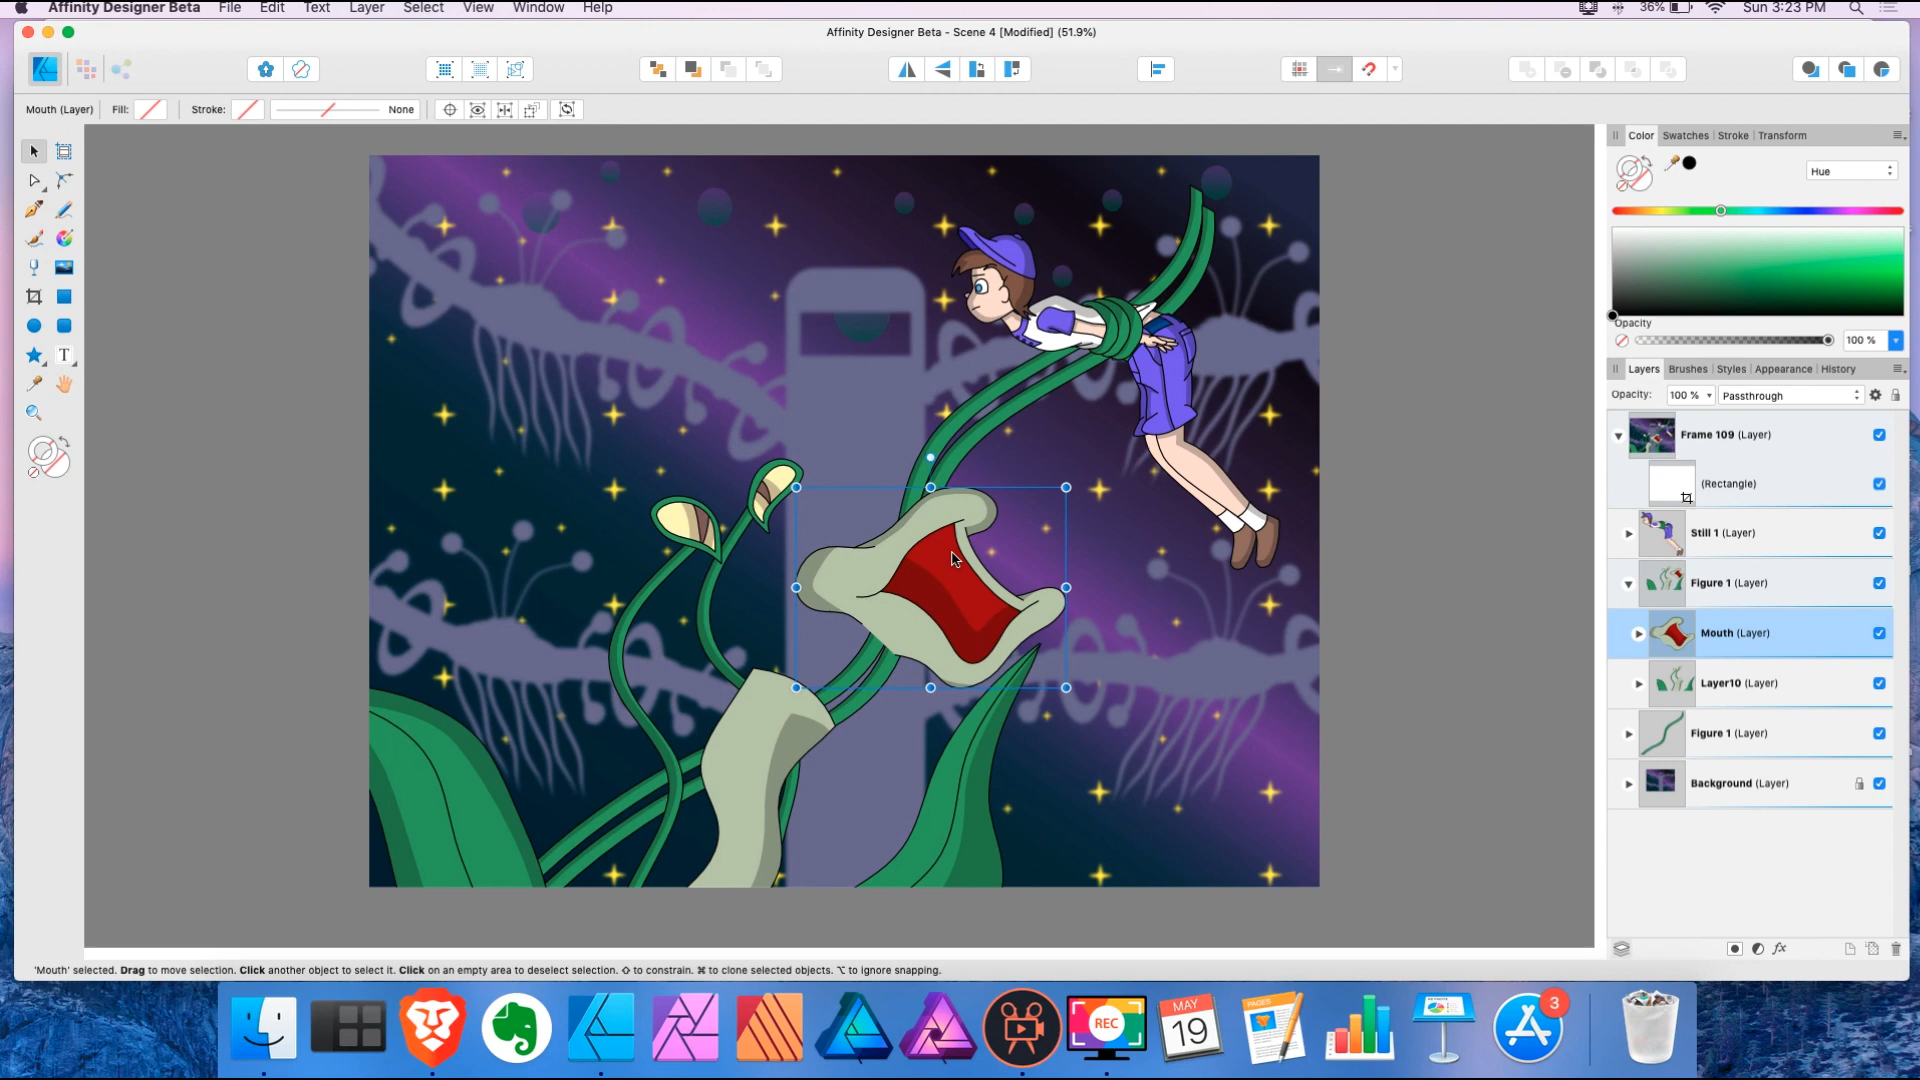 Affinity Designer Beta File Edit Text Layer Select View Window Help 36% Sun 3:23 PM
Affinity Designer Beta - Scene 4 [Modified] (51.9%)
Mouth (Layer) Fill: Stroke: None
Color Swatches Stroke Transform
Hue
Opacity
100 %
Layers Brushes Styles Appearance History
Opacity: 100 % Passthrough
Frame 109 (Layer)
(Rectangle)
Still 1 (Layer)
Figure 1 (Layer)
Mouth (Layer)
Layer10 (Layer)
Figure 1 (Layer)
Background (Layer)
fx
T
'Mouth' selected. Drag to move selection. Click another object to select it. Click on an empty area to deselect selection. ⇧ to constrain. ⌘ to clone selected objects. ⌥ to ignore snapping.
REC
MAY
19
PAGES
3